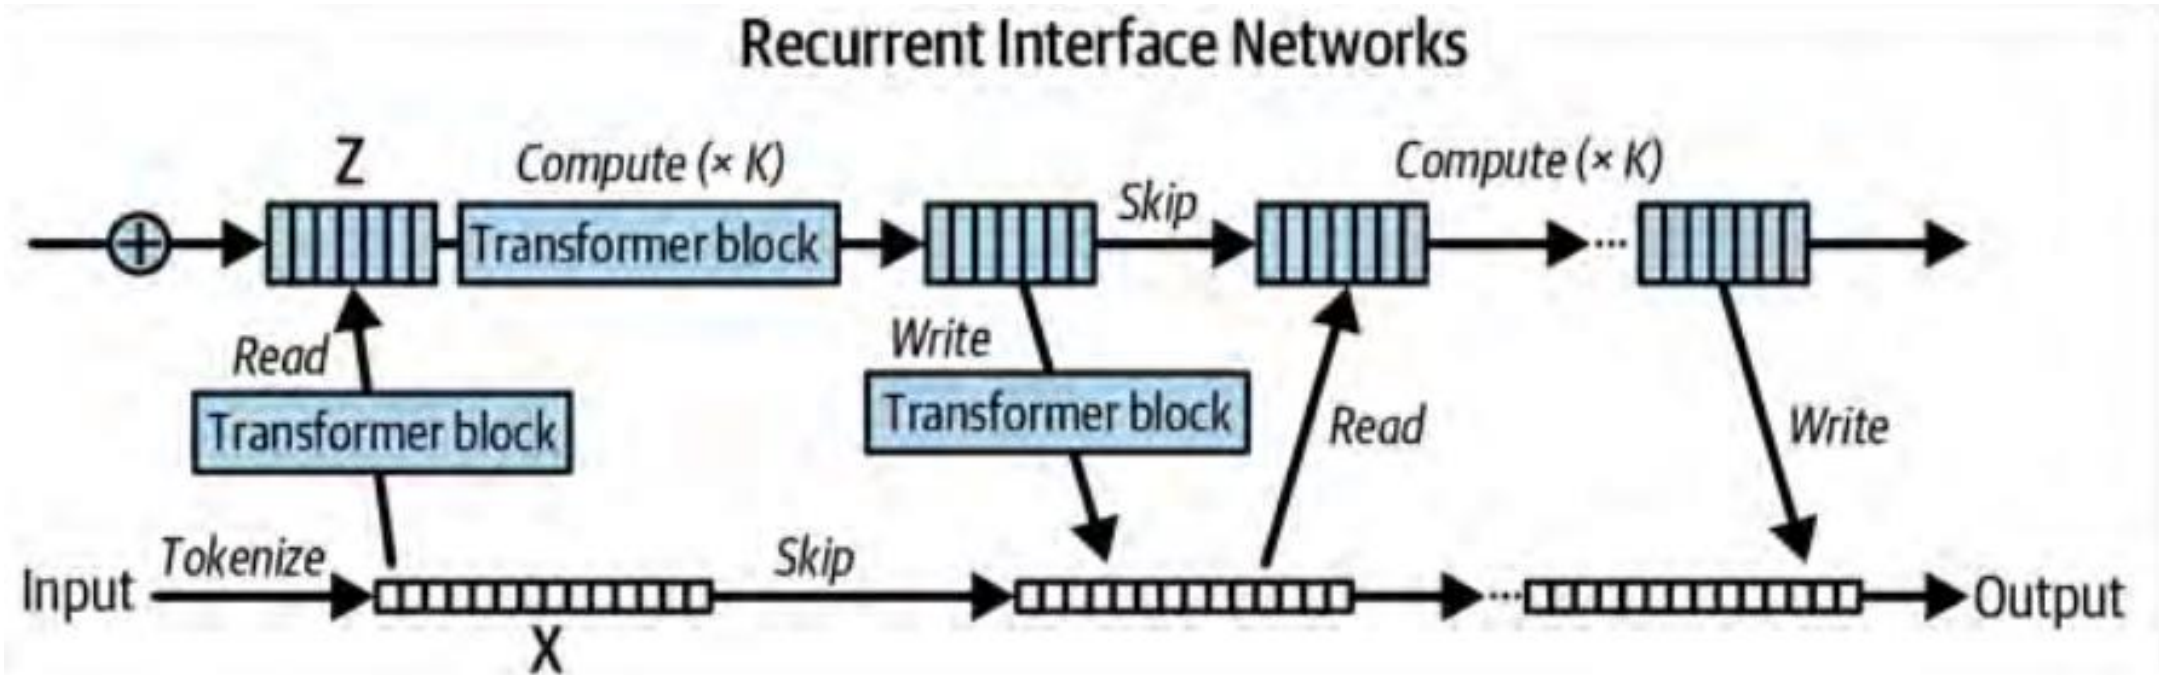 Recurrent Interface Networks
Z
Compute (× K)
Skip
Compute (× K)
Transformer block
Read
Write
Transformer block
Transformer block
Read
Write
Input
Tokenize
Skip
Output
X